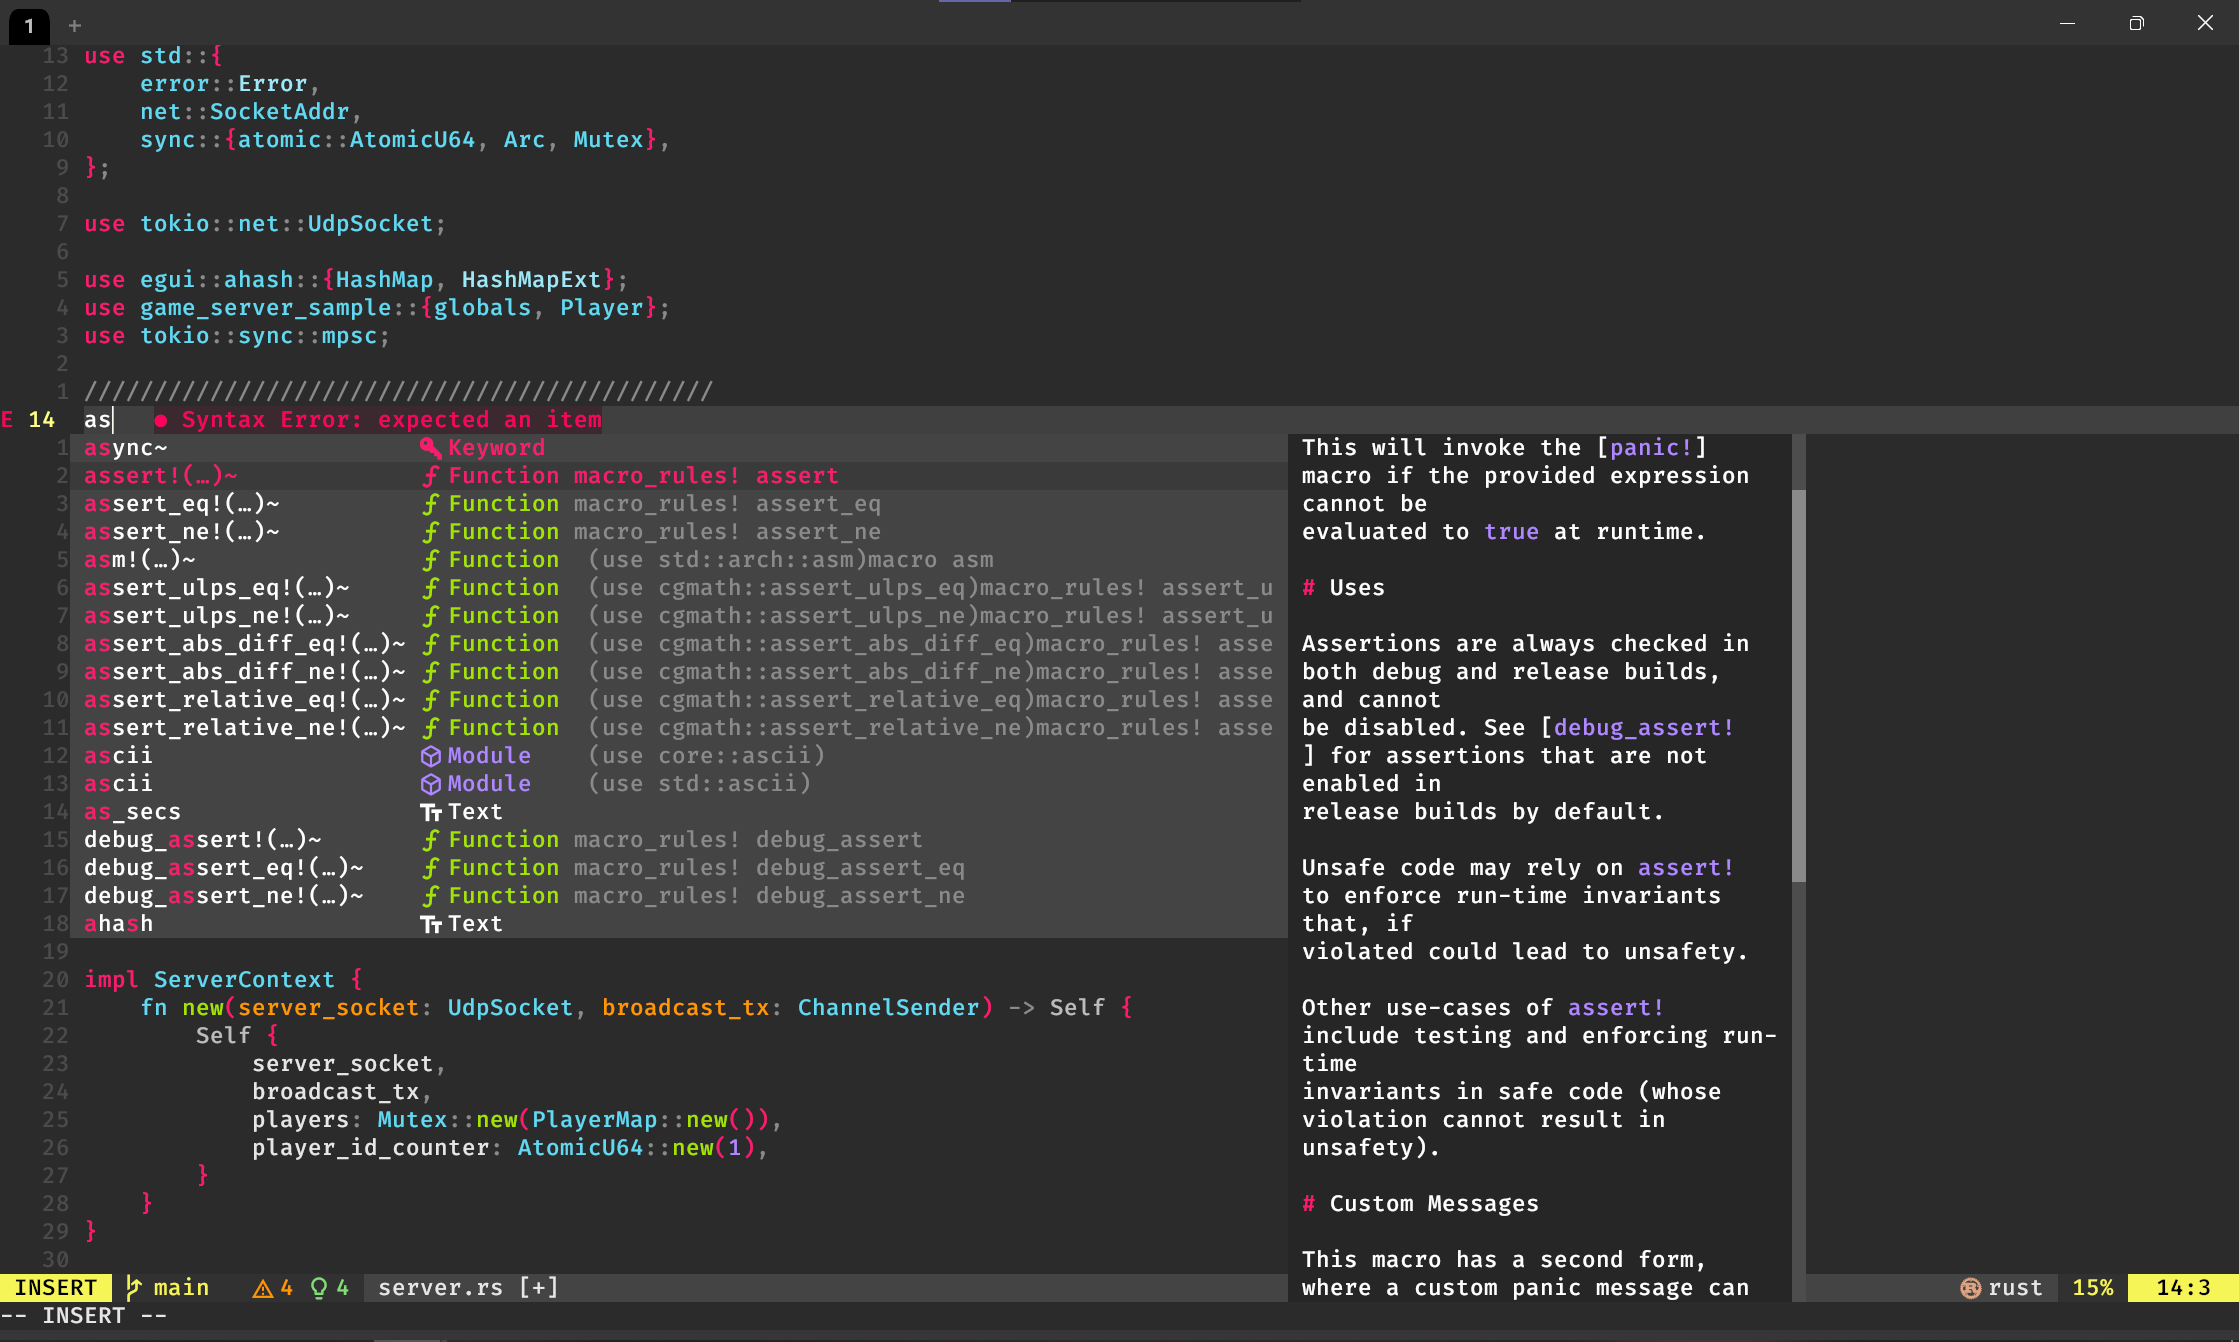 1 +
13 use std::{
12 error::Error,
11 net::SocketAddr,
10 sync::{atomic::AtomicU64, Arc, Mutex},
9 };
8
7 use tokio::net::UdpSocket;
6
5 use egui::ahash::{HashMap, HashMapExt};
4 use game_server_sample::{globals, Player};
3 use tokio::sync::mpsc;
2
1 /////////////////////////////////////////////
E 14 as ● Syntax Error: expected an item
1 async~ Keyword
2 assert!(…)~ f Function macro_rules! assert
3 assert_eq!(…)~ f Function macro_rules! assert_eq
4 assert_ne!(…)~ f Function macro_rules! assert_ne
5 asm!(…)~ f Function (use std::arch::asm)macro asm
6 assert_ulps_eq!(…)~ f Function (use cgmath::assert_ulps_eq)macro_rules! assert_u
7 assert_ulps_ne!(…)~ f Function (use cgmath::assert_ulps_ne)macro_rules! assert_u
8 assert_abs_diff_eq!(…)~ f Function (use cgmath::assert_abs_diff_eq)macro_rules! asse
9 assert_abs_diff_ne!(…)~ f Function (use cgmath::assert_abs_diff_ne)macro_rules! asse
10 assert_relative_eq!(…)~ f Function (use cgmath::assert_relative_eq)macro_rules! asse
11 assert_relative_ne!(…)~ f Function (use cgmath::assert_relative_ne)macro_rules! asse
12 ascii Module (use core::ascii)
13 ascii Module (use std::ascii)
14 as_secs Text
15 debug_assert!(…)~ f Function macro_rules! debug_assert
16 debug_assert_eq!(…)~ f Function macro_rules! debug_assert_eq
17 debug_assert_ne!(…)~ f Function macro_rules! debug_assert_ne
18 ahash Text
19
20 impl ServerContext {
21 fn new(server_socket: UdpSocket, broadcast_tx: ChannelSender) -> Self {
22 Self {
23 server_socket,
24 broadcast_tx,
25 players: Mutex::new(PlayerMap::new()),
26 player_id_counter: AtomicU64::new(1),
27 }
28 }
29 }
30
This will invoke the [panic!]
macro if the provided expression
cannot be
evaluated to true at runtime.
# Uses
Assertions are always checked in
both debug and release builds,
and cannot
be disabled. See [debug_assert!
] for assertions that are not
enabled in
release builds by default.
Unsafe code may rely on assert!
to enforce run-time invariants
that, if
violated could lead to unsafety.
Other use-cases of assert!
include testing and enforcing run-
time
invariants in safe code (whose
violation cannot result in
unsafety).
# Custom Messages
This macro has a second form,
where a custom panic message can
INSERT main 4 4 server.rs [+] rust 15% 14:3
-- INSERT --